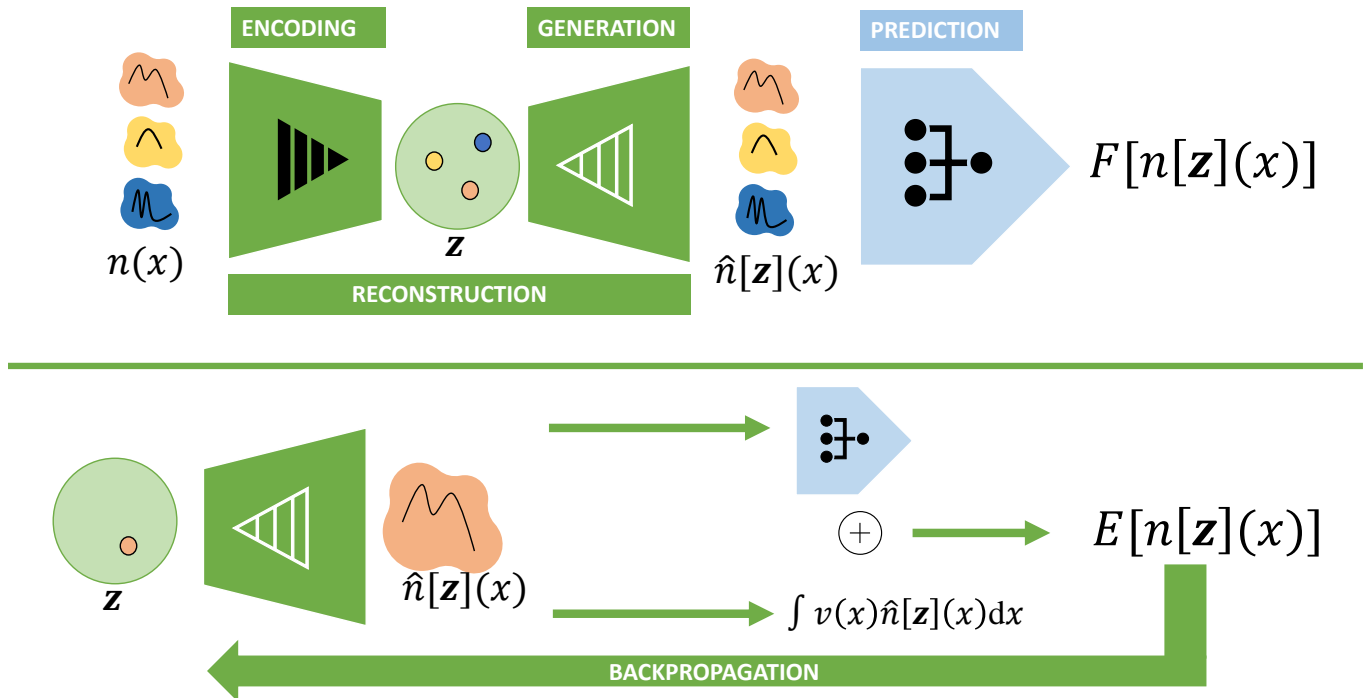 ENCODING
GENERATION
PREDICTION
n(x)
z
n̂[z](x)
F[n[z](x)]
RECONSTRUCTION
z
n̂[z](x)
+
E[n[z](x)]
∫ v(x)n̂[z](x)dx
BACKPROPAGATION